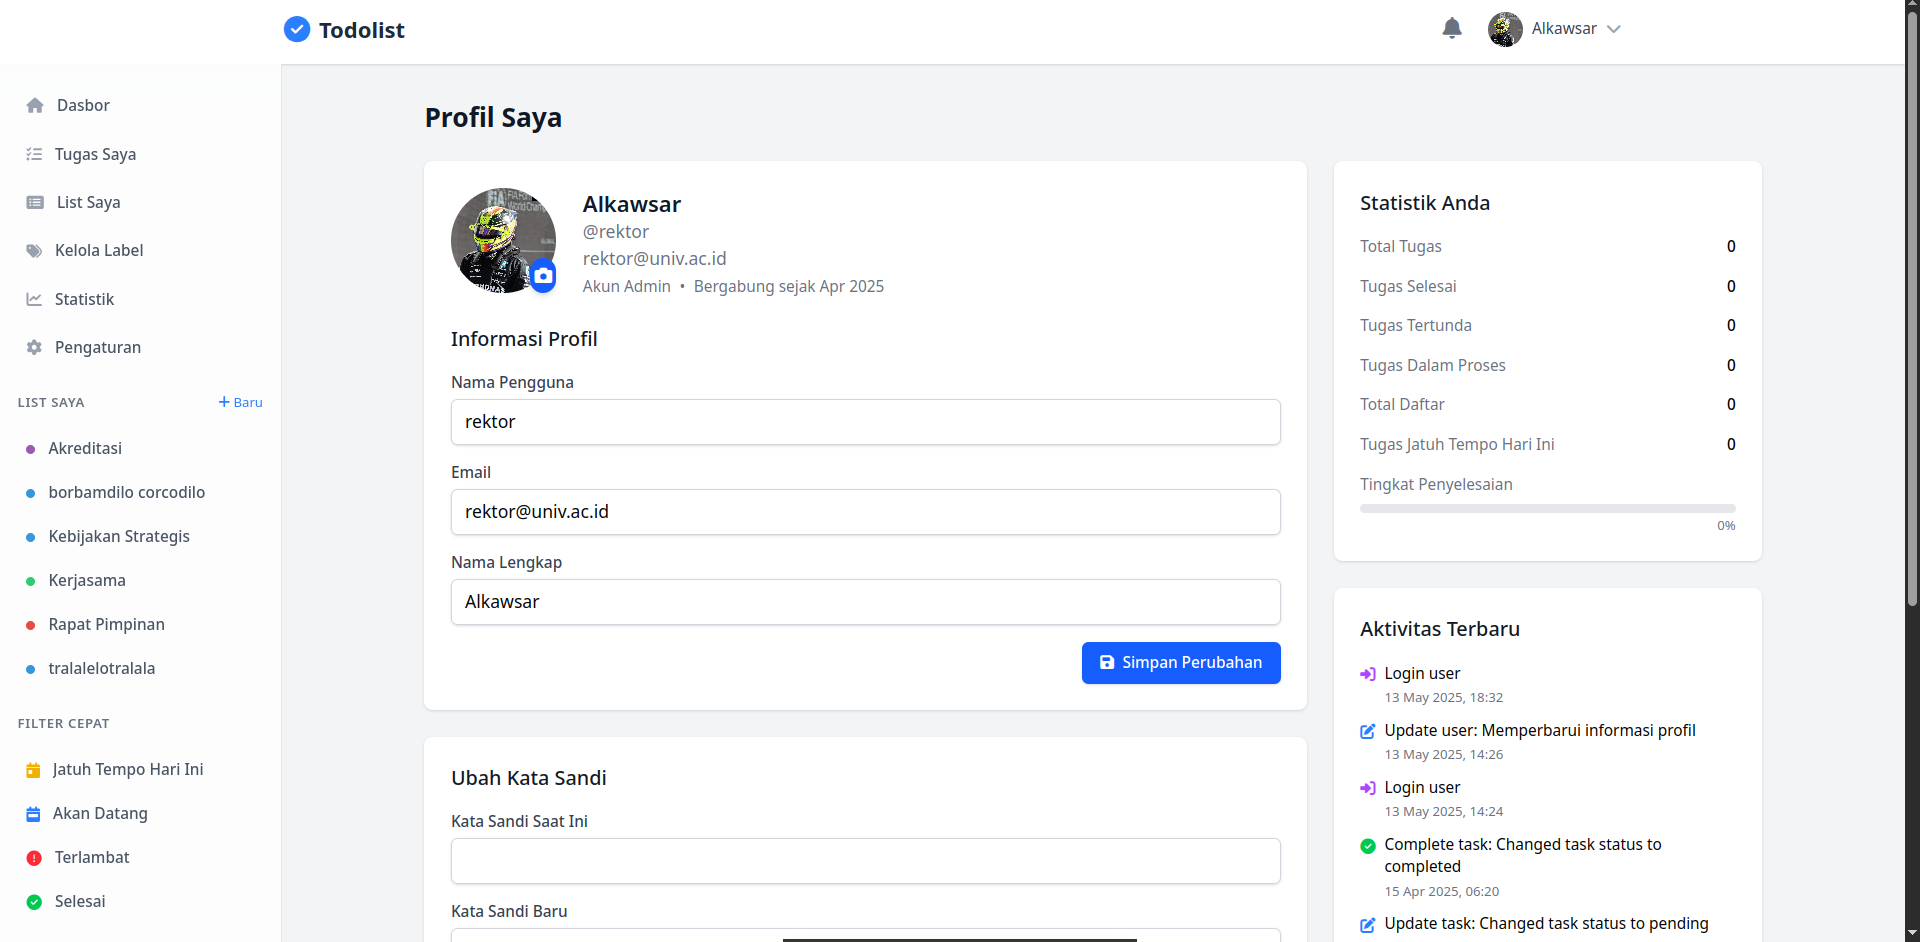 Todolist
Alkawsar
Dasbor
Tugas Saya
List Saya
Kelola Label
Statistik
Pengaturan
LIST SAYA
+ Baru
Akreditasi
borbamdilo corcodilo
Kebijakan Strategis
Kerjasama
Rapat Pimpinan
tralalelotralala
FILTER CEPAT
Jatuh Tempo Hari Ini
Akan Datang
Terlambat
Selesai
Profil Saya
Alkawsar
@rektor
rektor@univ.ac.id
Akun Admin • Bergabung sejak Apr 2025
Informasi Profil
Nama Pengguna
rektor
Email
rektor@univ.ac.id
Nama Lengkap
Alkawsar
Simpan Perubahan
Ubah Kata Sandi
Kata Sandi Saat Ini
Kata Sandi Baru
Statistik Anda
Total Tugas 0
Tugas Selesai 0
Tugas Tertunda 0
Tugas Dalam Proses 0
Total Daftar 0
Tugas Jatuh Tempo Hari Ini 0
Tingkat Penyelesaian
0%
Aktivitas Terbaru
Login user
13 May 2025, 18:32
Update user: Memperbarui informasi profil
13 May 2025, 14:26
Login user
13 May 2025, 14:24
Complete task: Changed task status to
completed
15 Apr 2025, 06:20
Update task: Changed task status to pending